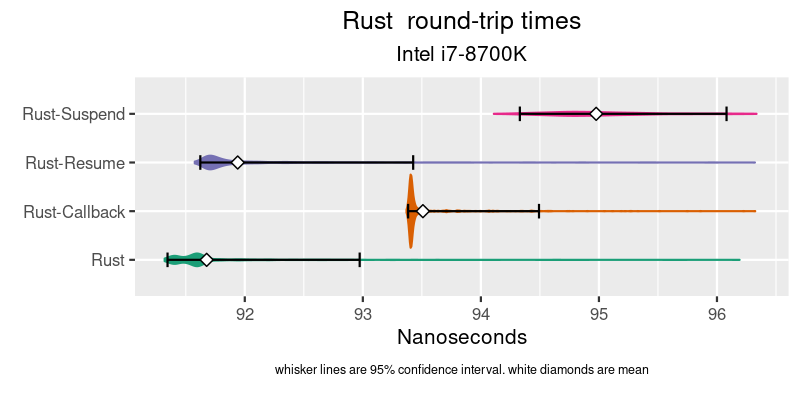 Rust  round-trip times
Intel i7-8700K
Rust-Suspend
Rust-Resume
Rust-Callback
Rust
92 93 94 95 96
Nanoseconds
whisker lines are 95% confidence interval. white diamonds are mean